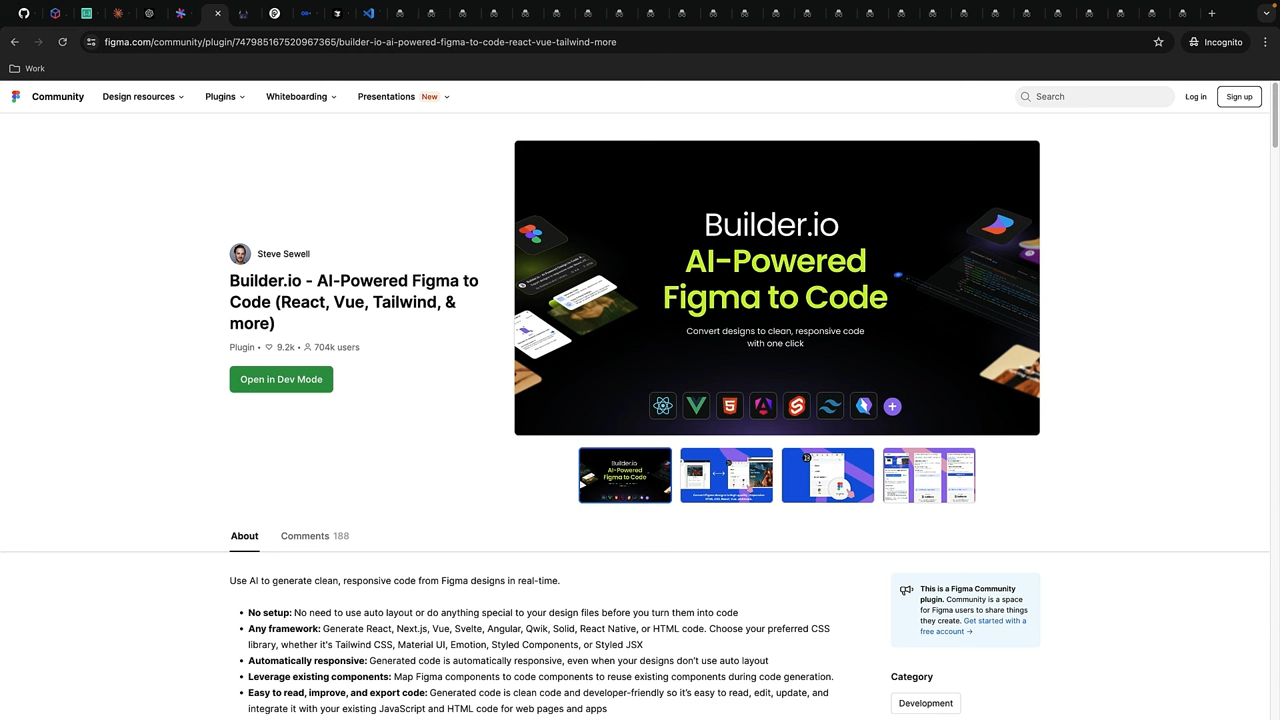 figma.com/community/plugin/747985167520967365/builder-io-ai-powered-figma-to-code-react-vue-tailwind-more
Incognito
Work
Community
Design resources
Plugins
Whiteboarding
Presentations New
Search
Log in
Sign up
Steve Sewell
Builder.io - AI-Powered Figma to
Code (React, Vue, Tailwind, &
more)
Plugin • 9.2k • 704k users
Open in Dev Mode
Builder.io
AI-Powered
Figma to Code
Convert designs to clean, responsive code
with one click
Builder.io
AI-Powered
Figma to Code
About
Comments 188
Use AI to generate clean, responsive code from Figma designs in real-time.
• No setup: No need to use auto layout or do anything special to your design files before you turn them into code
• Any framework: Generate React, Next.js, Vue, Svelte, Angular, Qwik, Solid, React Native, or HTML code. Choose your preferred CSS
library, whether it's Tailwind CSS, Material UI, Emotion, Styled Components, or Styled JSX
• Automatically responsive: Generated code is automatically responsive, even when your designs don't use auto layout
• Leverage existing components: Map Figma components to code components to reuse existing components during code generation.
• Easy to read, improve, and export code: Generated code is clean code and developer-friendly so it's easy to read, edit, update, and
integrate it with your existing JavaScript and HTML code for web pages and apps
This is a Figma Community
plugin. Community is a space
for Figma users to share things
they create. Get started with a
free account →
Category
Development